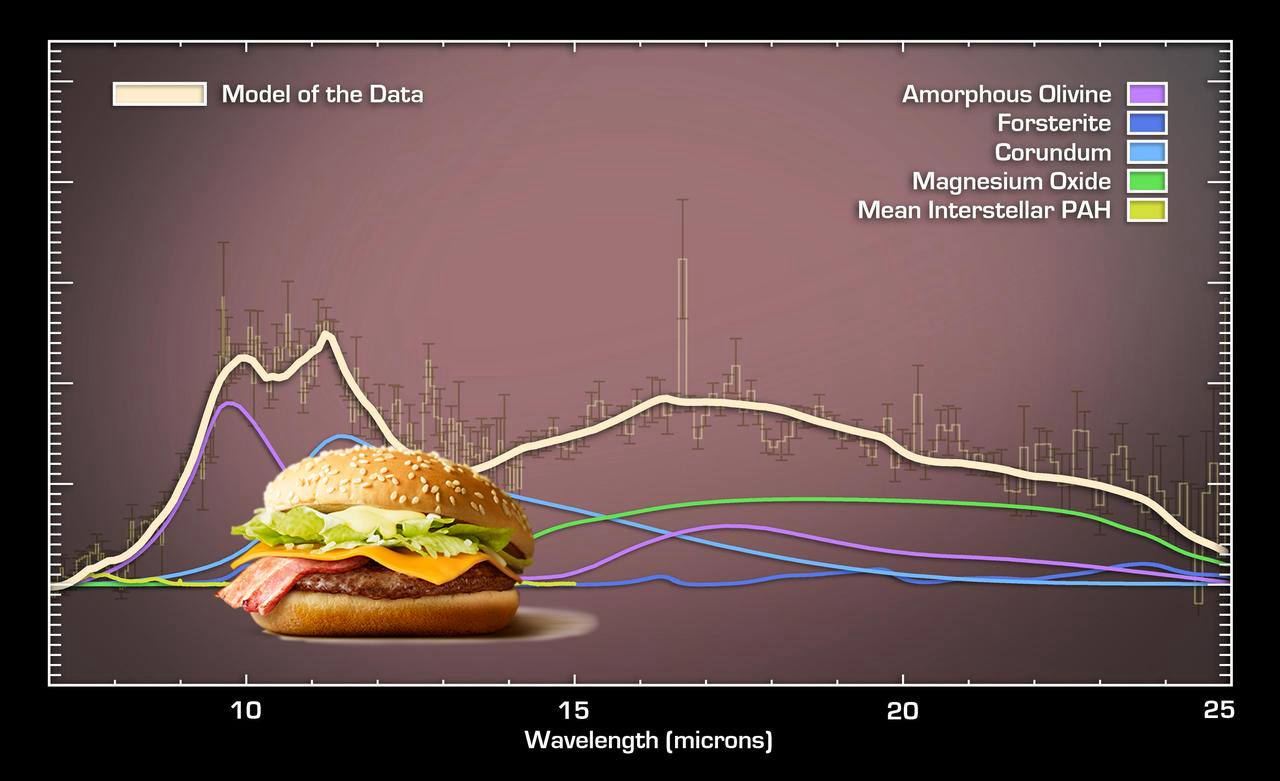 Model of the Data
Amorphous Olivine
Forsterite
Corundum
Magnesium Oxide
Mean Interstellar PAH
10
15
20
25
Wavelength (microns)